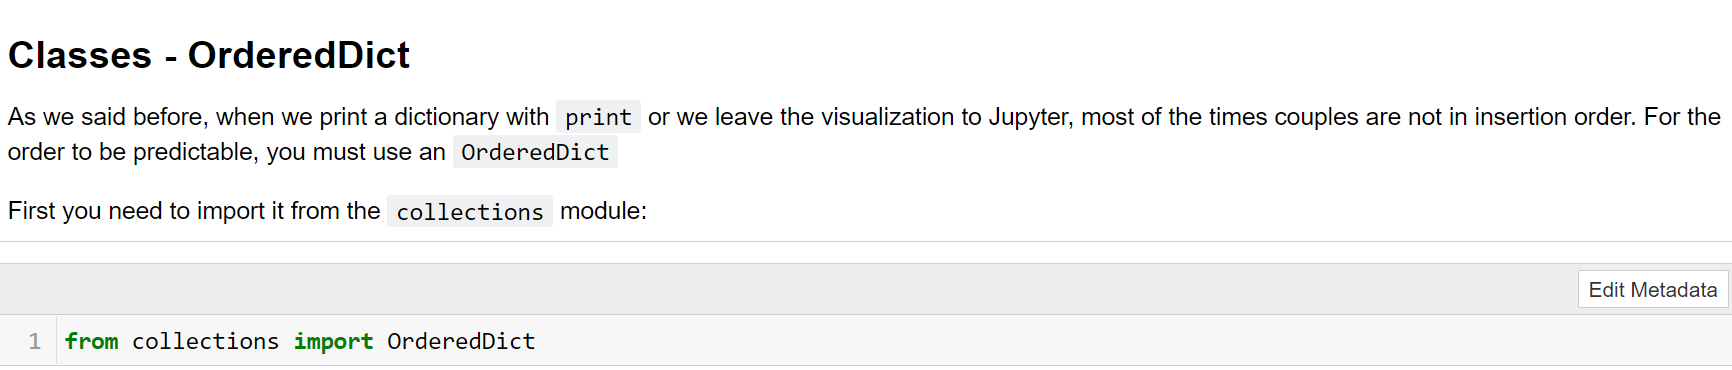 Classes - OrderedDict
As we said before, when we print a dictionary with print or we leave the visualization to Jupyter, most of the times couples are not in insertion order. For the
order to be predictable, you must use an OrderedDict
First you need to import it from the collections module:
Edit Metadata
1 from collections import OrderedDict